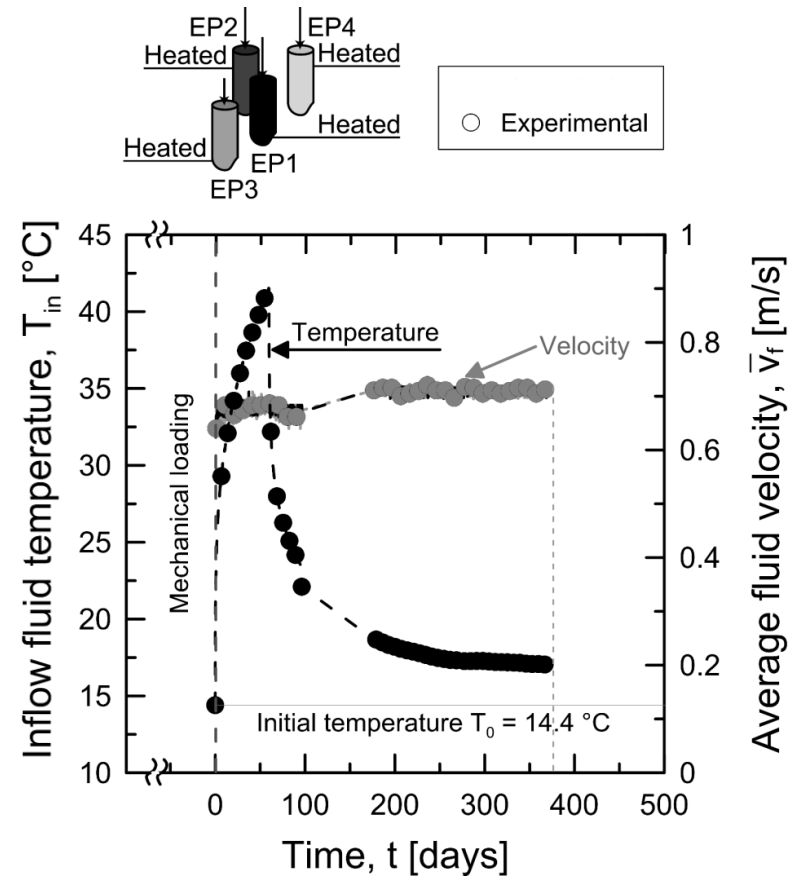 EP2
EP4
Heated
Heated
Heated
Heated
EP1
EP3
Experimental
Inflow fluid temperature, T_in [°C]
45
40
35
30
25
20
15
10
Mechanical loading
Temperature
Velocity
Initial temperature T₀ = 14.4 °C
1
0.8
0.6
0.4
0.2
0
Average fluid velocity, v̅_f [m/s]
0
100
200
300
400
500
Time, t [days]